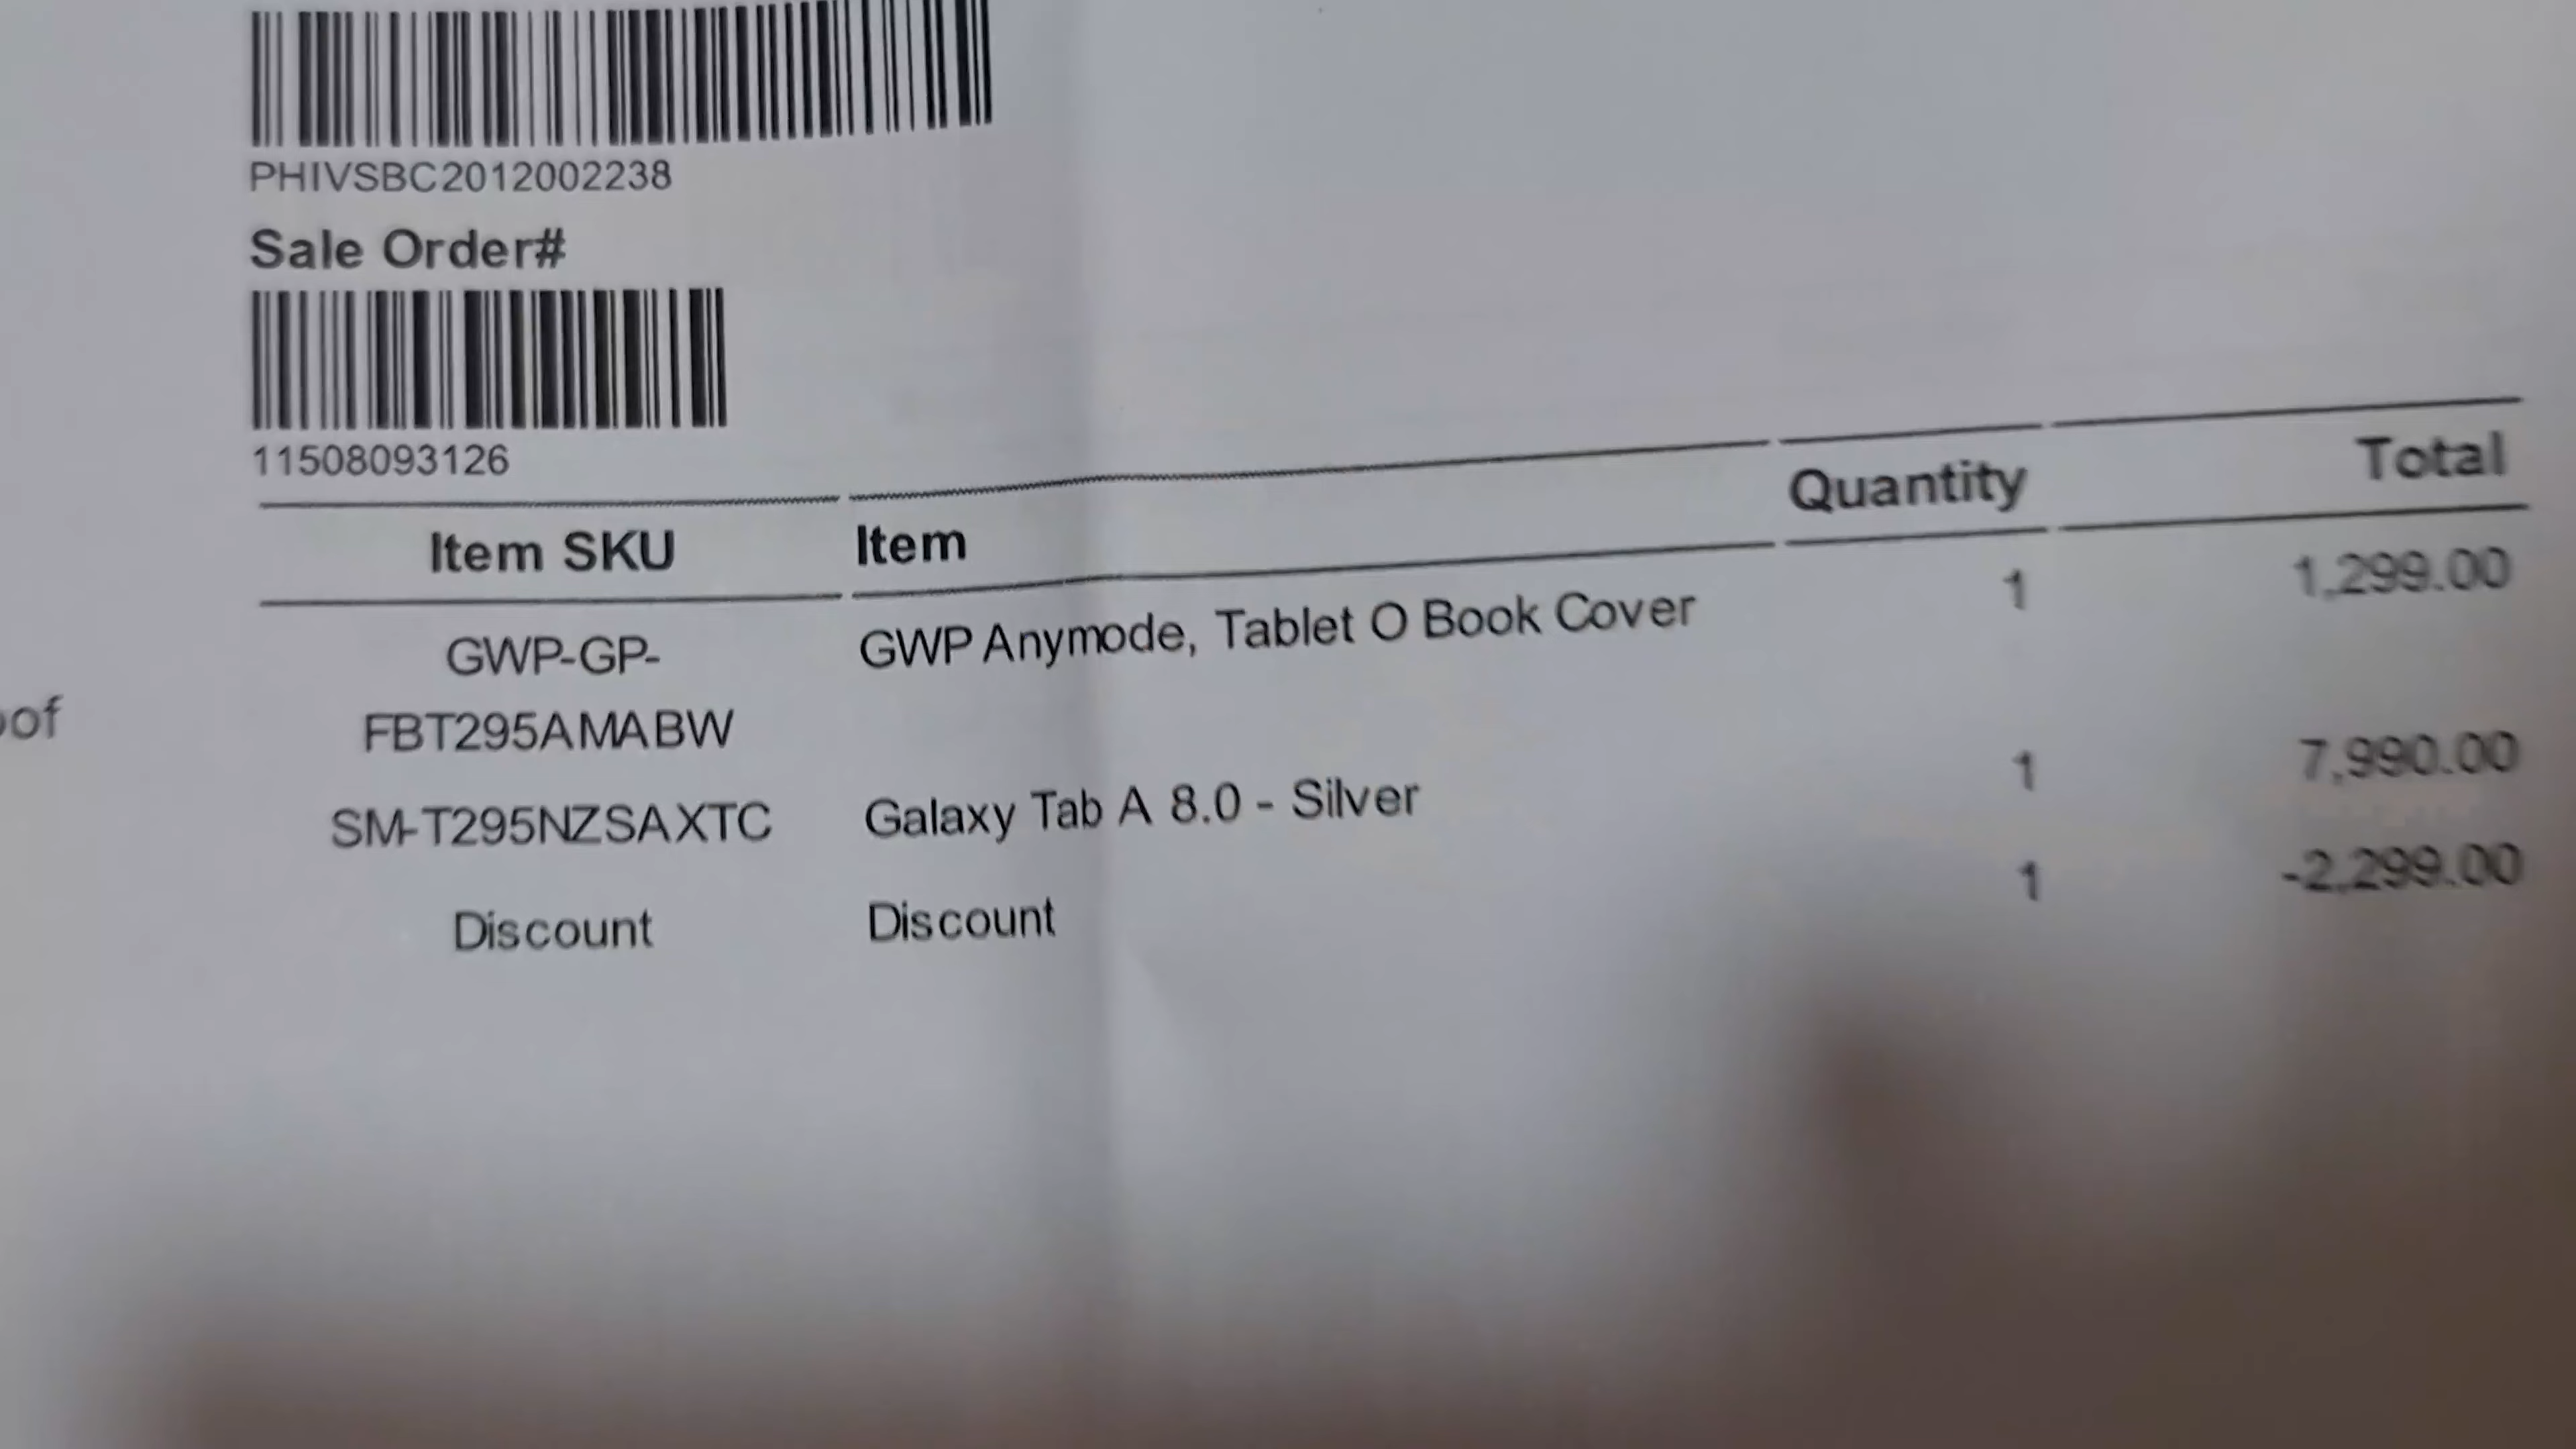 PHIVSBC2012002238
Sale Order#
11508093126
Item SKU Item Quantity Total
GWP-GP- GWP Anymode, Tablet O Book Cover 1 1,299.00
FBT295AMABW
SM-T295NZSAXTC Galaxy Tab A 8.0 - Silver 1 7,990.00
Discount Discount 1 -2,299.00